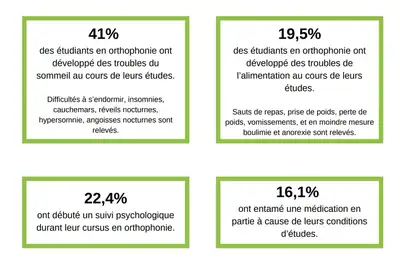 41%
des étudiants en orthophonie ont
développé des troubles du
sommeil au cours de leurs études.
Difficultés à s'endormir, insomnies,
cauchemars, réveils nocturnes,
hypersomnie, angoisses nocturnes sont
relevés.
19,5%
des étudiants en orthophonie ont
développé des troubles de
l'alimentation au cours de leurs
études.
Sauts de repas, prise de poids, perte de
poids, vomissements, et en moindre mesure
boulimie et anorexie sont relevés.
22,4%
ont débuté un suivi psychologique
durant leur cursus en orthophonie.
16,1%
ont entamé une médication en
partie à cause de leurs conditions
d'études.